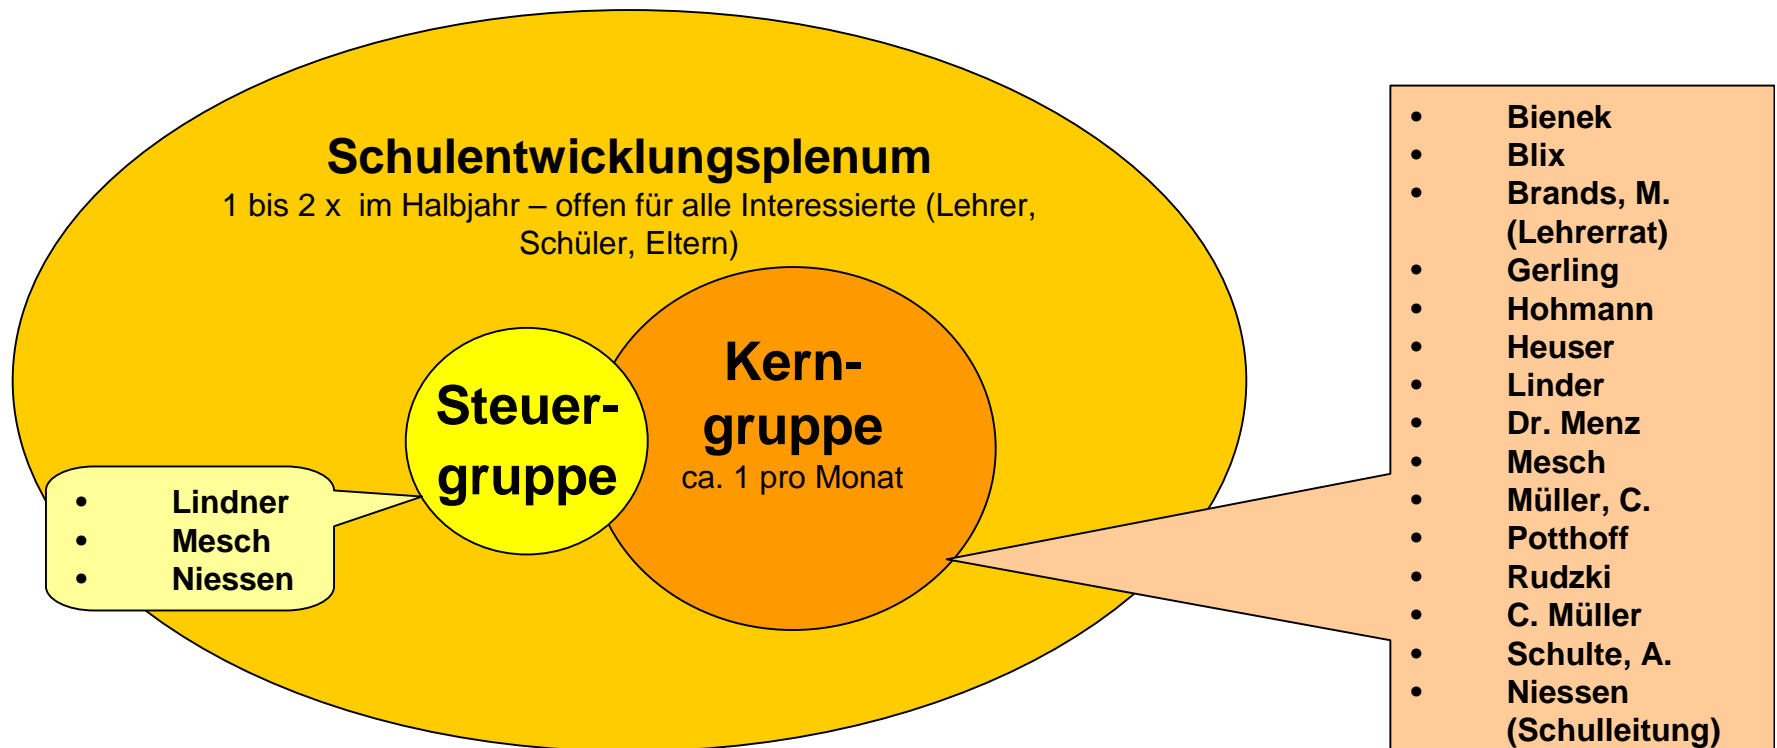 Schulentwicklungsplenum
1 bis 2 x im Halbjahr – offen für alle Interessierte (Lehrer,
Schüler, Eltern)
Steuer-
gruppe
Kern-
gruppe
ca. 1 pro Monat
• Lindner
• Mesch
• Niessen
• Bienek
• Blix
• Brands, M.
(Lehrerrat)
• Gerling
• Hohmann
• Heuser
• Linder
• Dr. Menz
• Mesch
• Müller, C.
• Potthoff
• Rudzki
• C. Müller
• Schulte, A.
• Niessen
(Schulleitung)